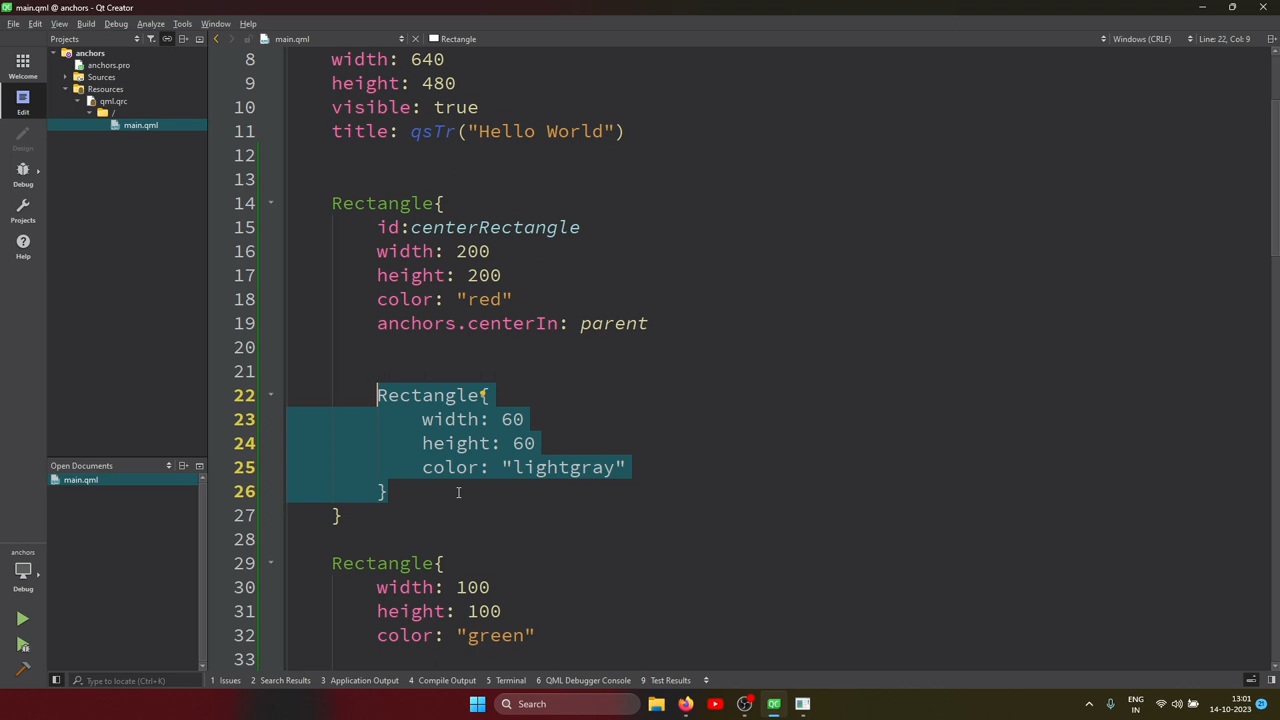 main.qml @ anchors - Qt Creator
File Edit View Build Debug Analyze Tools Window Help
Projects
main.qml
Rectangle
Windows (CRLF)
Line: 22, Col: 9
Welcome
Edit
Design
Debug
Projects
Help
anchors
anchors.pro
Sources
Resources
qml.qrc
/
main.qml
Open Documents
main.qml
anchors
Debug
8 width: 640
9 height: 480
10 visible: true
11 title: qsTr("Hello World")
12
13
14 Rectangle{
15 id:centerRectangle
16 width: 200
17 height: 200
18 color: "red"
19 anchors.centerIn: parent
20
21
22 Rectangle{
23 width: 60
24 height: 60
25 color: "lightgray"
26 }
27 }
28
29 Rectangle{
30 width: 100
31 height: 100
32 color: "green"
33
Type to locate (Ctrl+K)
1 Issues 2 Search Results 3 Application Output 4 Compile Output 5 Terminal 6 QML Debugger Console 9 Test Results
Search
QC
ENG
IN
13:01
14-10-2023
21